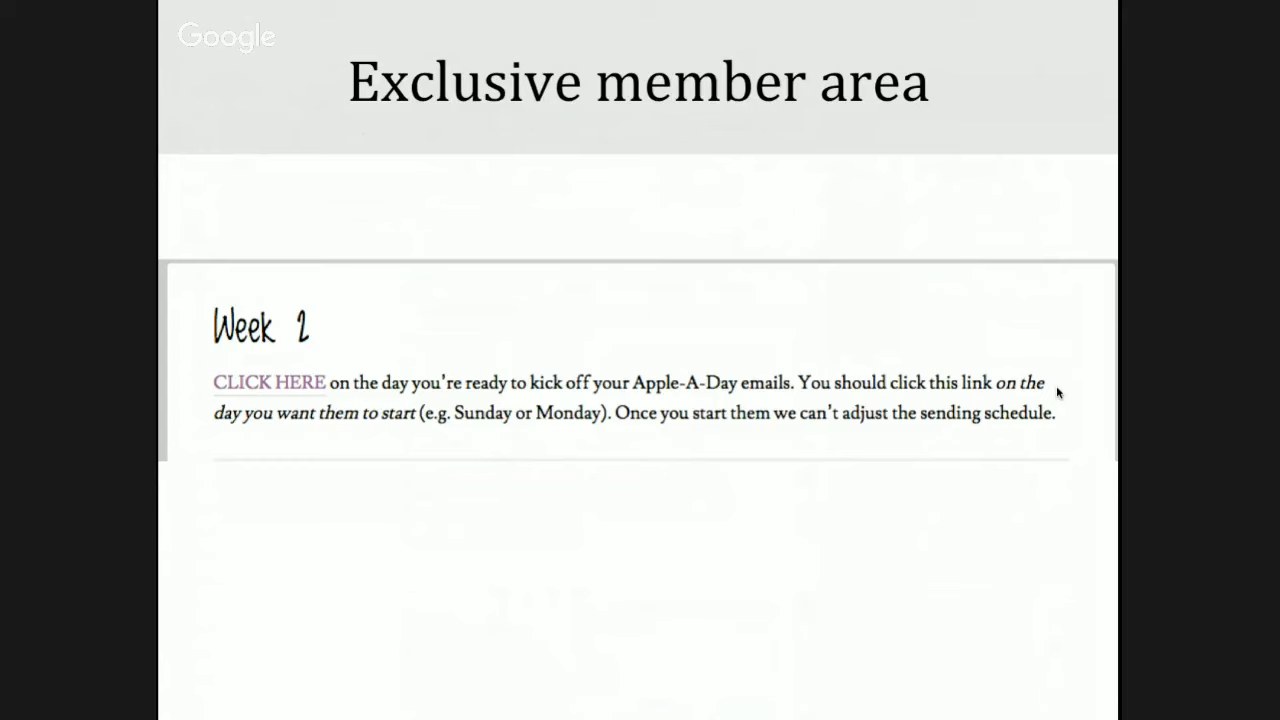 Google
Exclusive member area
Week 2
CLICK HERE on the day you're ready to kick off your Apple-A-Day emails. You should click this link on the
day you want them to start (e.g. Sunday or Monday). Once you start them we can't adjust the sending schedule.